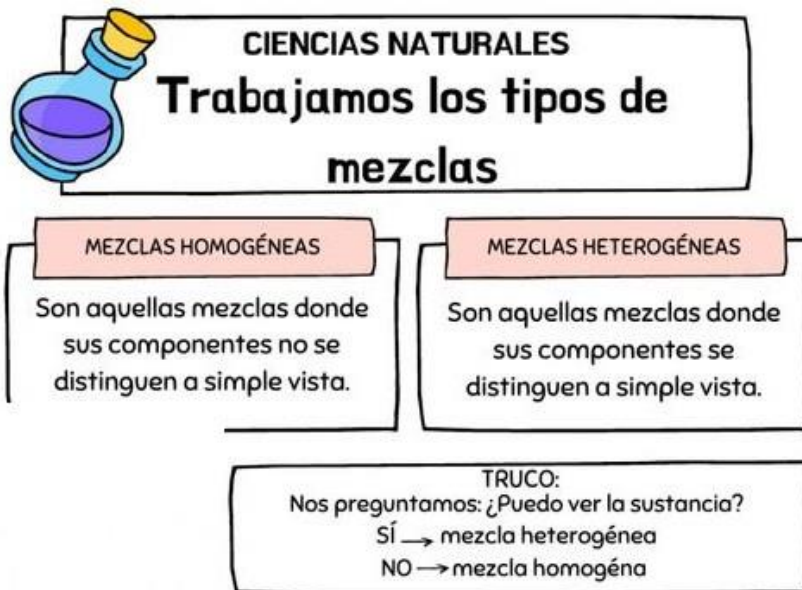 CIENCIAS NATURALES
Trabajamos los tipos de
mezclas
MEZCLAS HOMOGÉNEAS
Son aquellas mezclas donde
sus componentes no se
distinguen a simple vista.
MEZCLAS HETEROGÉNEAS
Son aquellas mezclas donde
sus componentes se
distinguen a simple vista.
TRUCO:
Nos preguntamos: ¿Puedo ver la sustancia?
SÍ → mezcla heterogénea
NO → mezcla homogéna